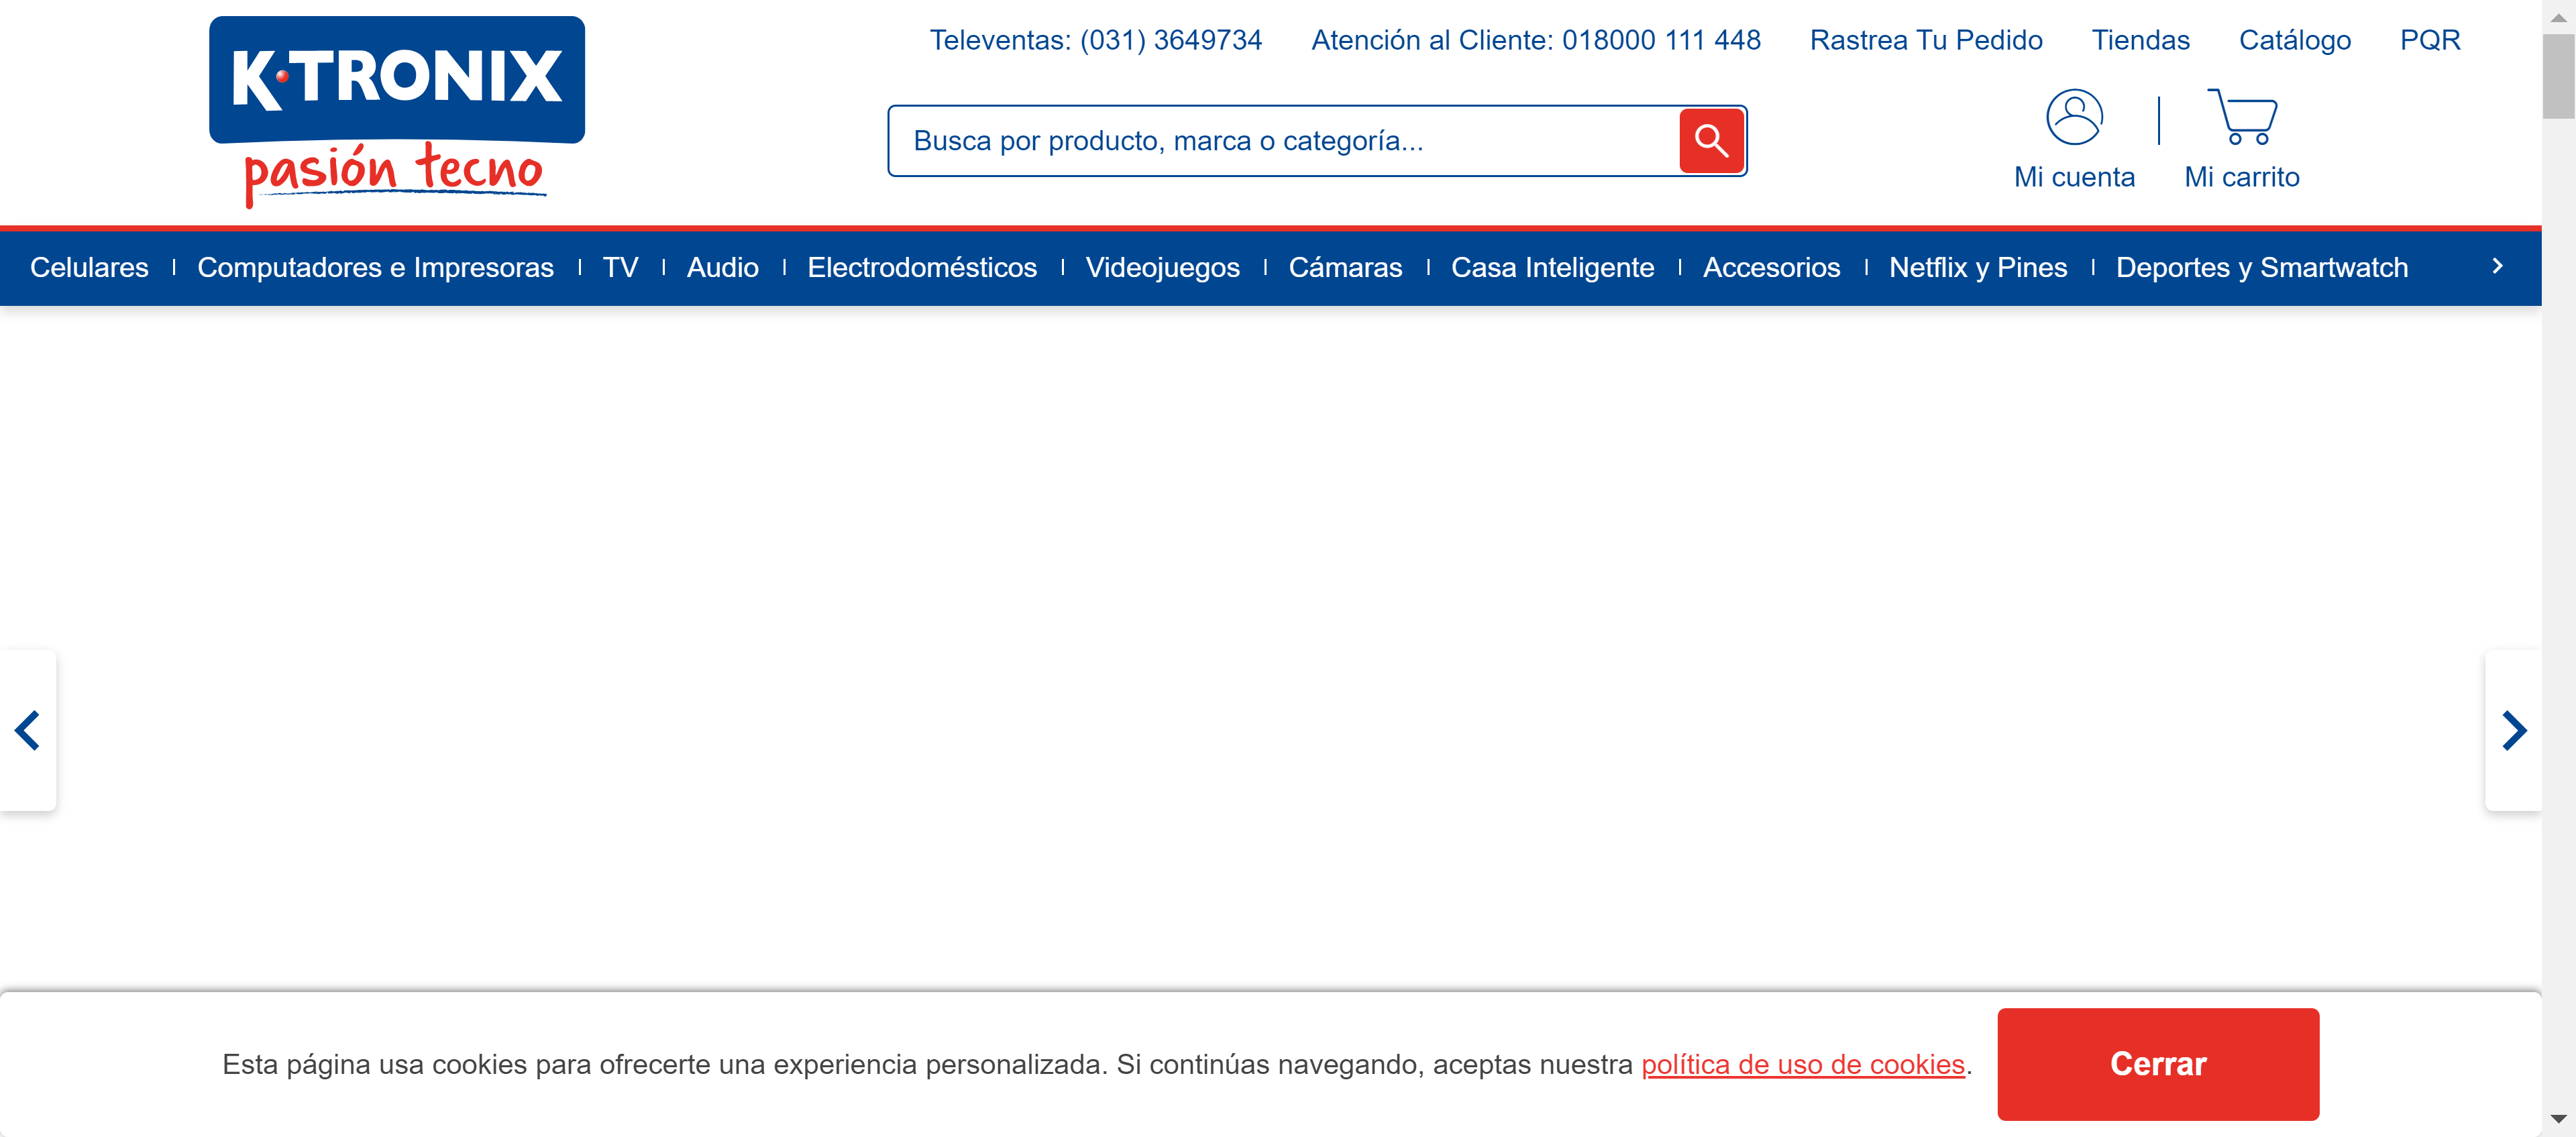 K·TRONIX
pasión tecno
Televentas: (031) 3649734 Atención al Cliente: 018000 111 448 Rastrea Tu Pedido Tiendas Catálogo PQR
Busca por producto, marca o categoría...
Mi cuenta Mi carrito
Celulares Computadores e Impresoras TV Audio Electrodomésticos Videojuegos Cámaras Casa Inteligente Accesorios Netflix y Pines Deportes y Smartwatch
Esta página usa cookies para ofrecerte una experiencia personalizada. Si continúas navegando, aceptas nuestra política de uso de cookies.
Cerrar